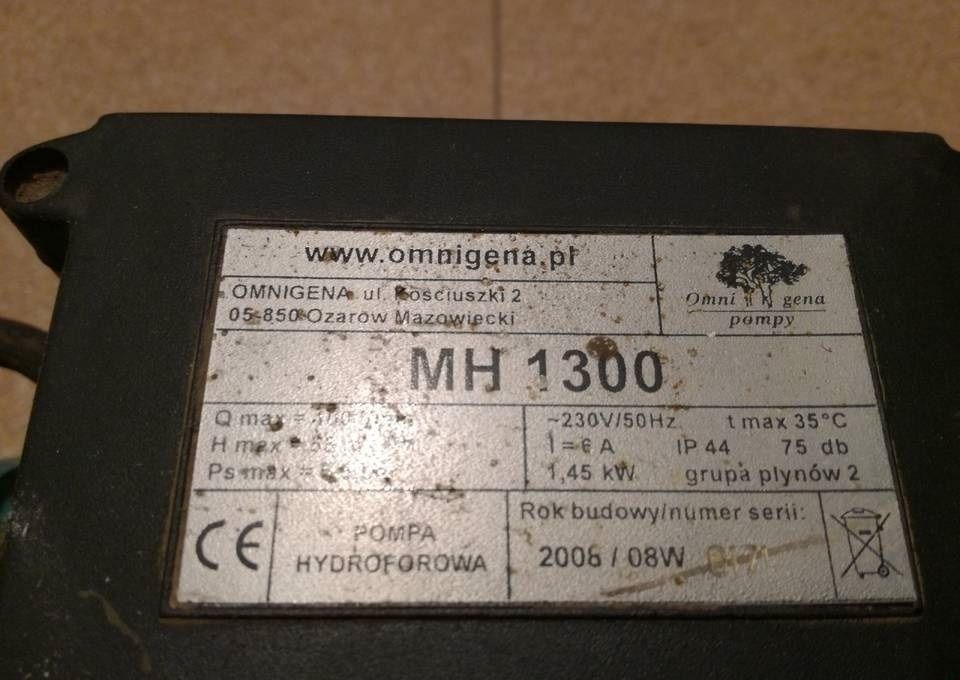 www.omnigena.pl
OMNIGENA ul. Kosciuszki 2
05-850 Ozarow Mazowiecki
Omni gena
pompy
MH 1300
Q max =
H max =
Ps max =
~230V/50Hz t max 35°C
I = 6 A IP 44 75 db
1,45 kW grupa plynów 2
CE
POMPA
HYDROFOROWA
Rok budowy/numer serii:
2008 / 08W